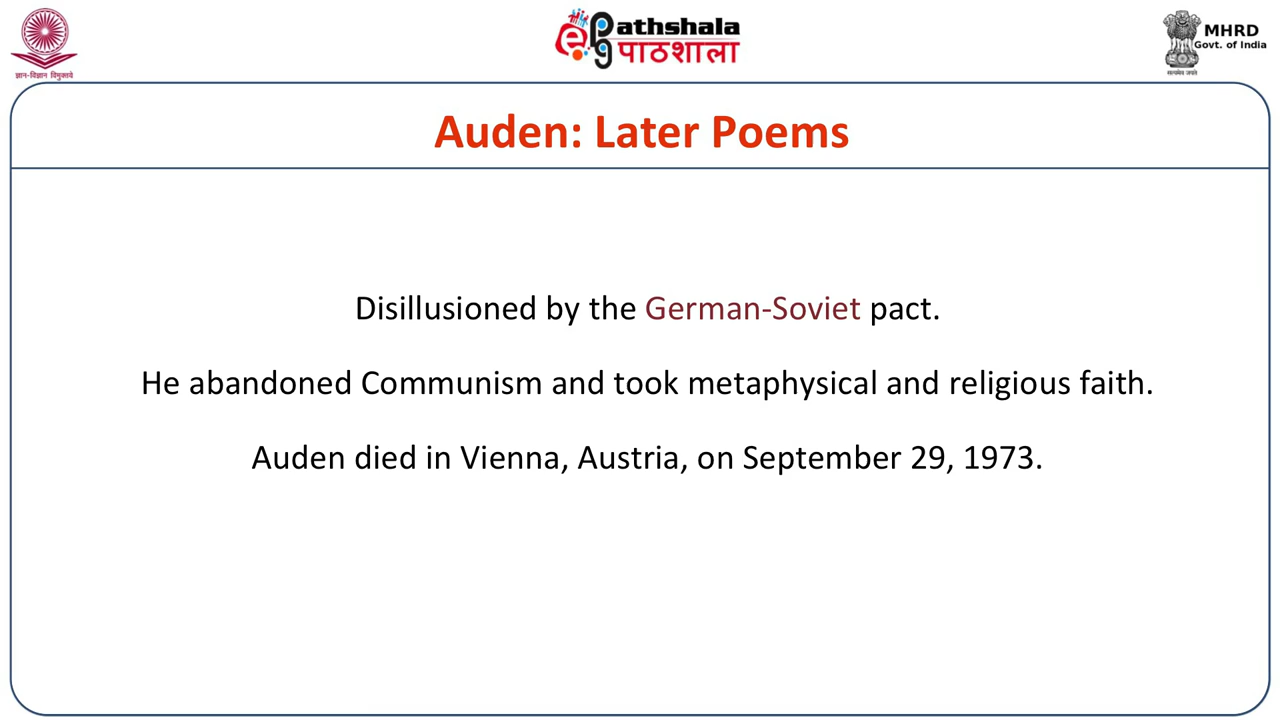 ज्ञान-विज्ञान विमुक्तये
ePathshala
पाठशाला
MHRD
Govt. of India
सत्यमेव जयते
Auden: Later Poems
Disillusioned by the German-Soviet pact.
He abandoned Communism and took metaphysical and religious faith.
Auden died in Vienna, Austria, on September 29, 1973.